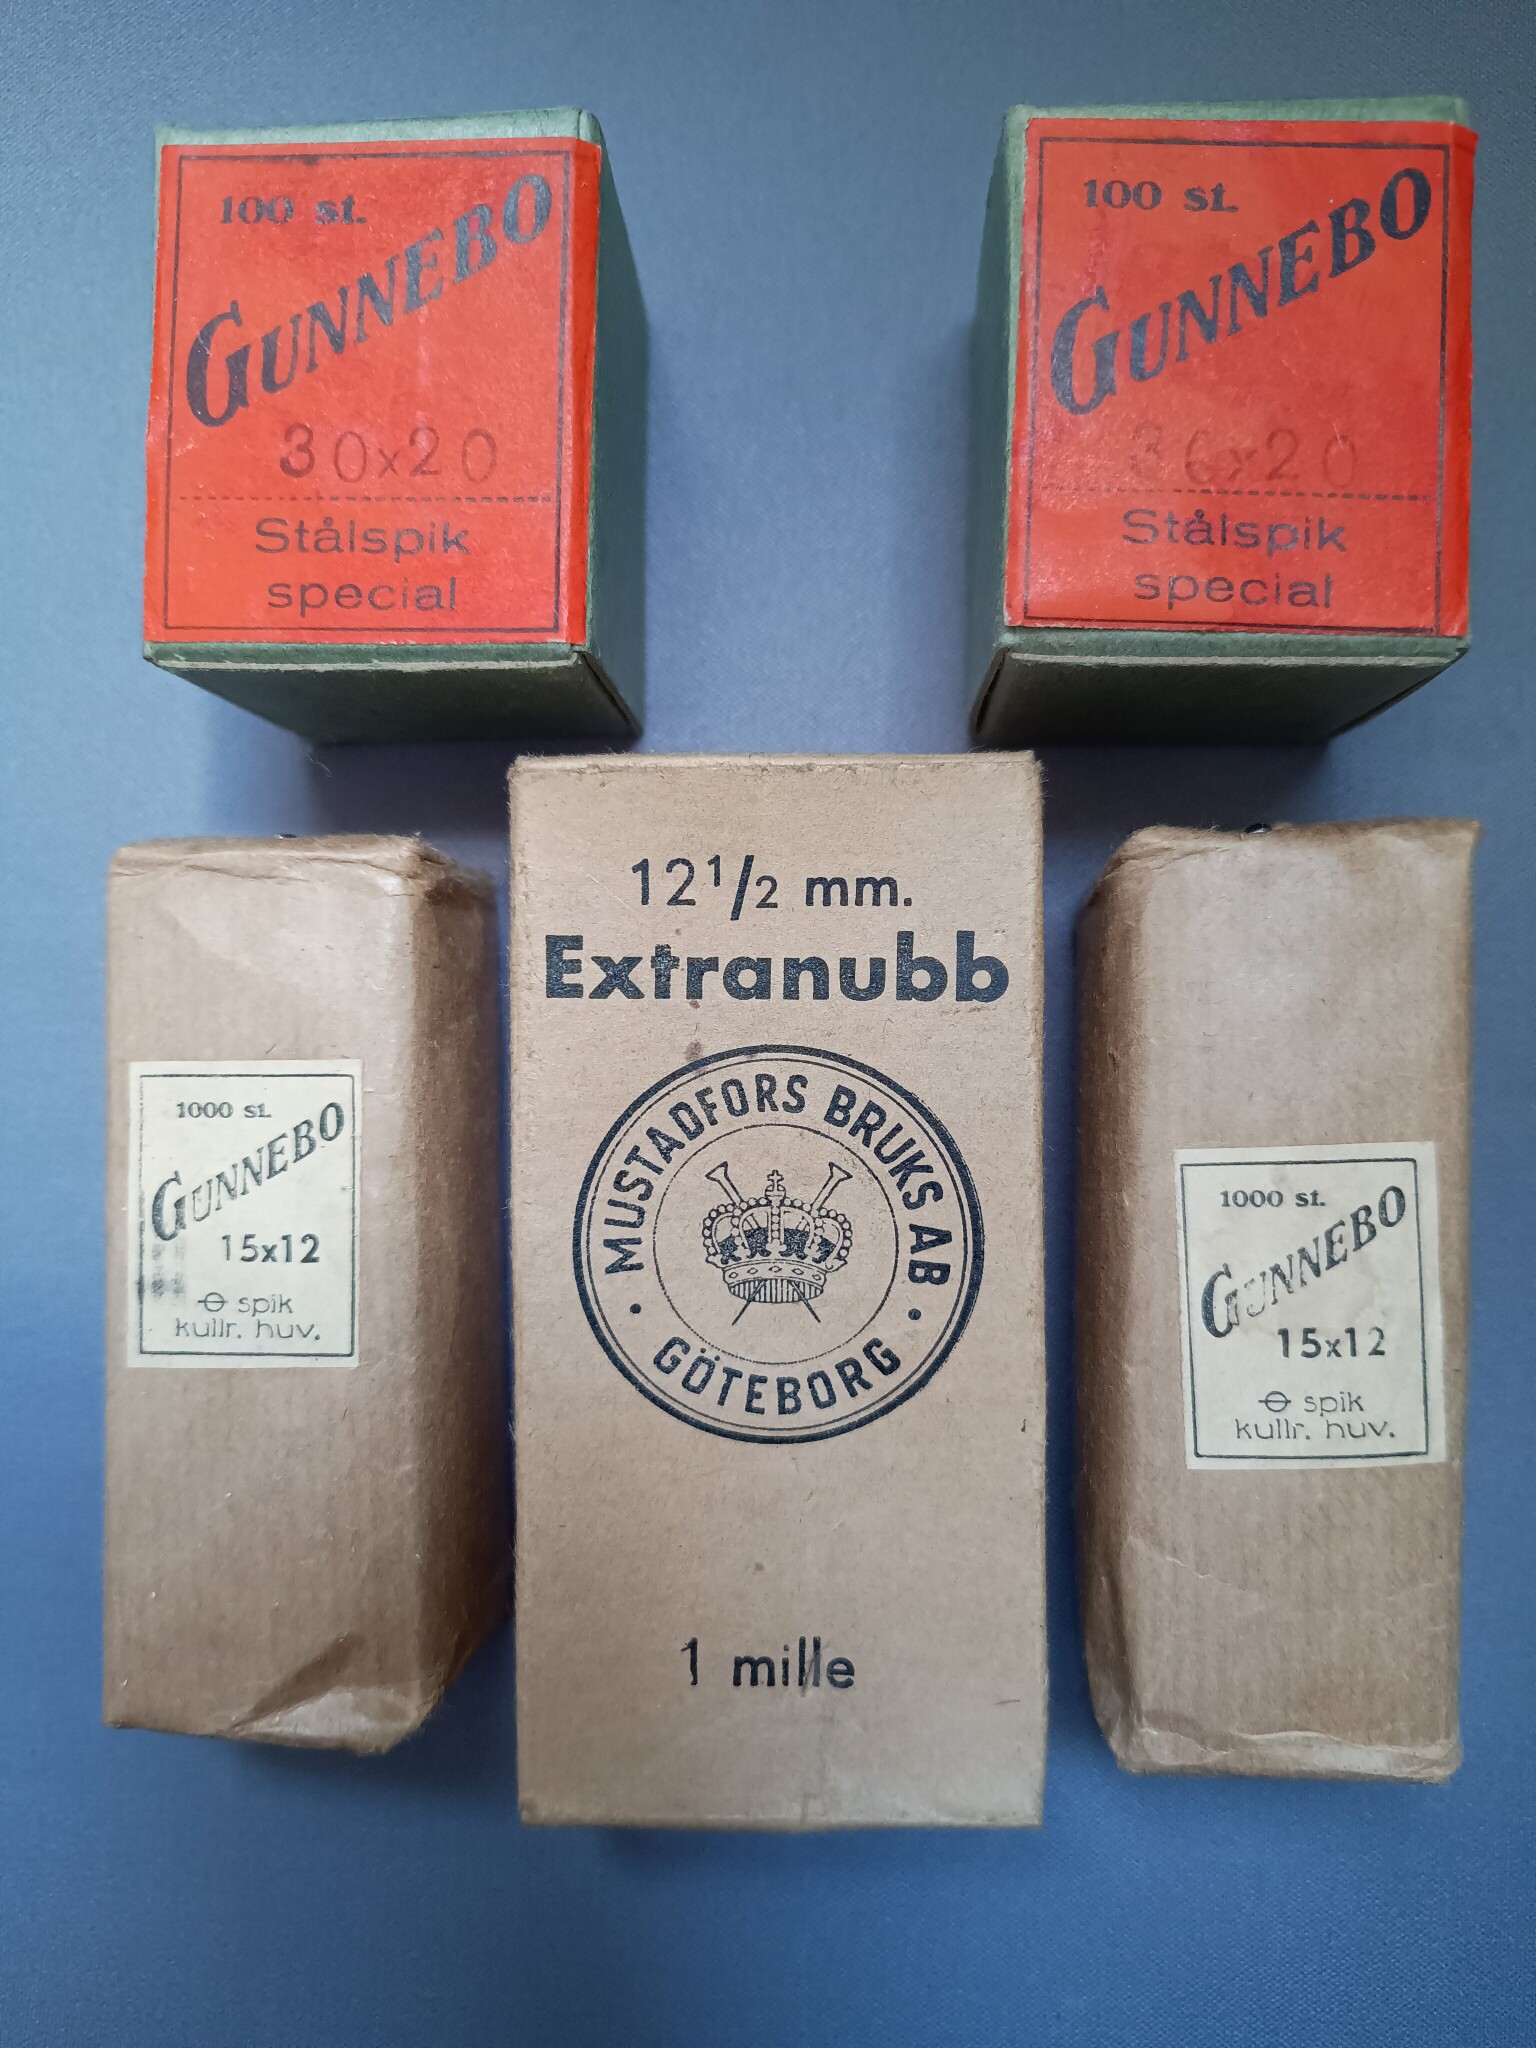 100 st.
GUNNEBO
30x20
Stålspik
special
100 st.
GUNNEBO
36x20
Stålspik
special
12 1/2 mm.
Extranubb
MUSTADFORS BRUKS AB
• GÖTEBORG •
1 mille
1000 st.
GUNNEBO
15x12
spik
kullr. huv.
1000 st.
GUNNEBO
15x12
spik
kullr. huv.